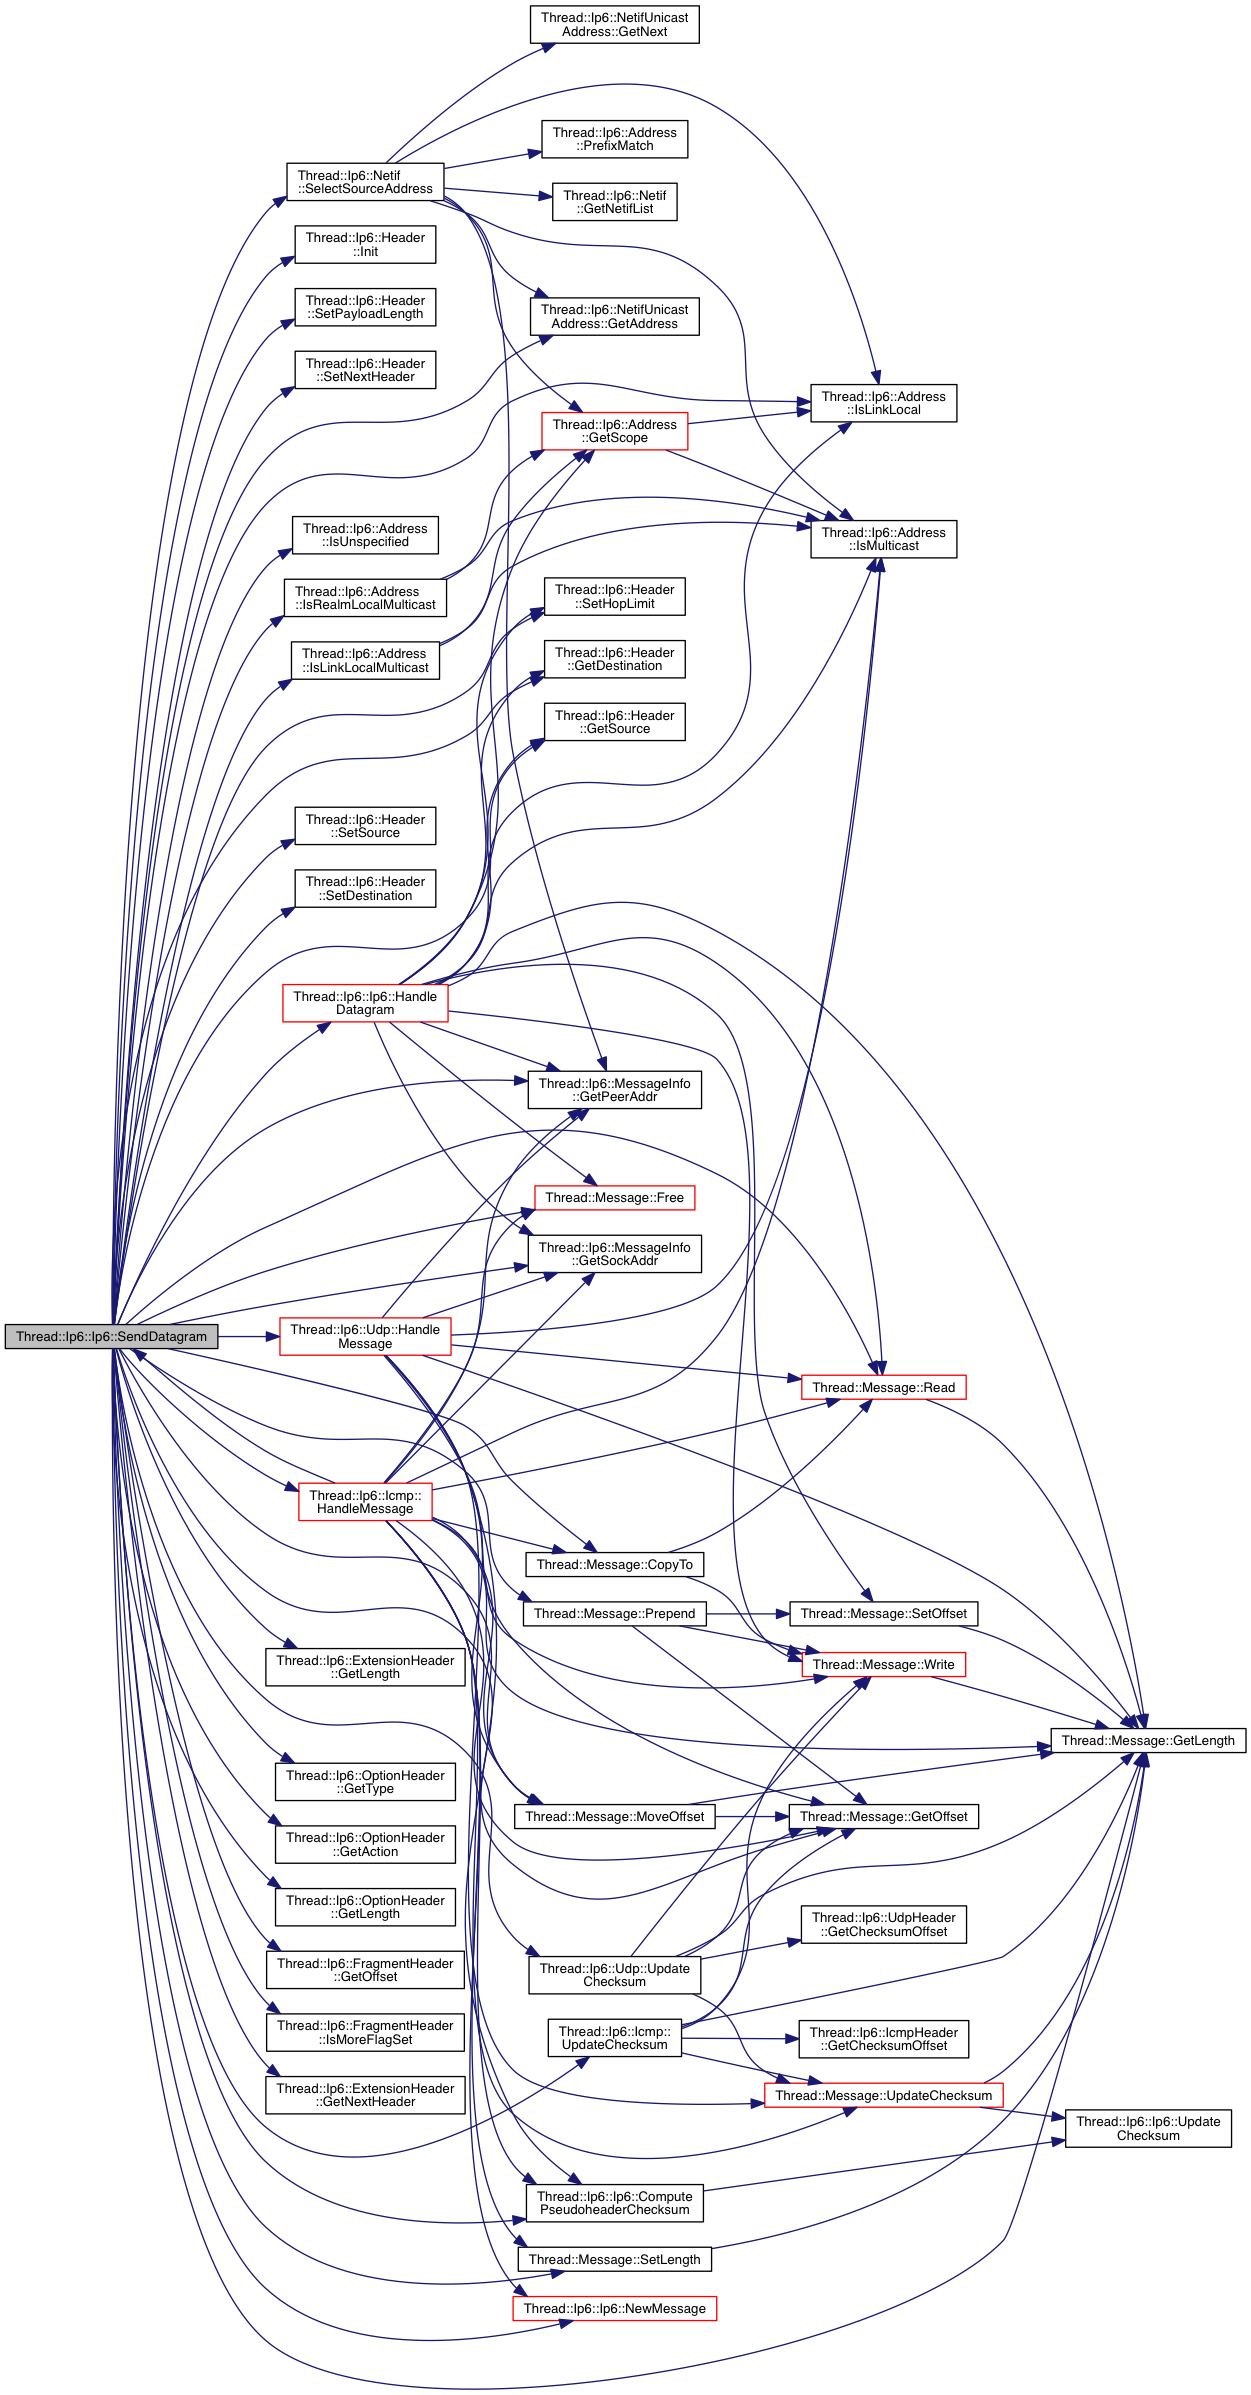 Thread::Ip6::NetifUnicast
Address::GetNext
Thread::Ip6::Address
::PrefixMatch
Thread::Ip6::Netif
::SelectSourceAddress
Thread::Ip6::Netif
::GetNetifList
Thread::Ip6::Header
::Init
Thread::Ip6::Header
::SetPayloadLength
Thread::Ip6::NetifUnicast
Address::GetAddress
Thread::Ip6::Header
::SetNextHeader
Thread::Ip6::Address
::IsLinkLocal
Thread::Ip6::Address
::GetScope
Thread::Ip6::Address
::IsUnspecified
Thread::Ip6::Address
::IsMulticast
Thread::Ip6::Address
::IsRealmLocalMulticast
Thread::Ip6::Header
::SetHopLimit
Thread::Ip6::Address
::IsLinkLocalMulticast
Thread::Ip6::Header
::GetDestination
Thread::Ip6::Header
::GetSource
Thread::Ip6::Header
::SetSource
Thread::Ip6::Header
::SetDestination
Thread::Ip6::Ip6::Handle
Datagram
Thread::Ip6::MessageInfo
::GetPeerAddr
Thread::Message::Free
Thread::Ip6::MessageInfo
::GetSockAddr
Thread::Ip6::Ip6::SendDatagram
Thread::Ip6::Udp::Handle
Message
Thread::Message::Read
Thread::Ip6::Icmp::
HandleMessage
Thread::Message::CopyTo
Thread::Message::Prepend
Thread::Message::SetOffset
Thread::Ip6::ExtensionHeader
::GetLength
Thread::Message::Write
Thread::Message::GetLength
Thread::Ip6::OptionHeader
::GetType
Thread::Message::MoveOffset
Thread::Message::GetOffset
Thread::Ip6::OptionHeader
::GetAction
Thread::Ip6::OptionHeader
::GetLength
Thread::Ip6::UdpHeader
::GetChecksumOffset
Thread::Ip6::FragmentHeader
::GetOffset
Thread::Ip6::Udp::Update
Checksum
Thread::Ip6::FragmentHeader
::IsMoreFlagSet
Thread::Ip6::Icmp::
UpdateChecksum
Thread::Ip6::IcmpHeader
::GetChecksumOffset
Thread::Ip6::ExtensionHeader
::GetNextHeader
Thread::Message::UpdateChecksum
Thread::Ip6::Ip6::Update
Checksum
Thread::Ip6::Ip6::Compute
PseudoheaderChecksum
Thread::Message::SetLength
Thread::Ip6::Ip6::NewMessage